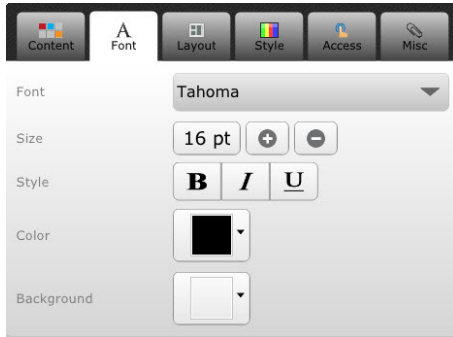 Content Font Layout Style Access Misc
Font Tahoma
Size 16 pt
Style B I U
Color
Background